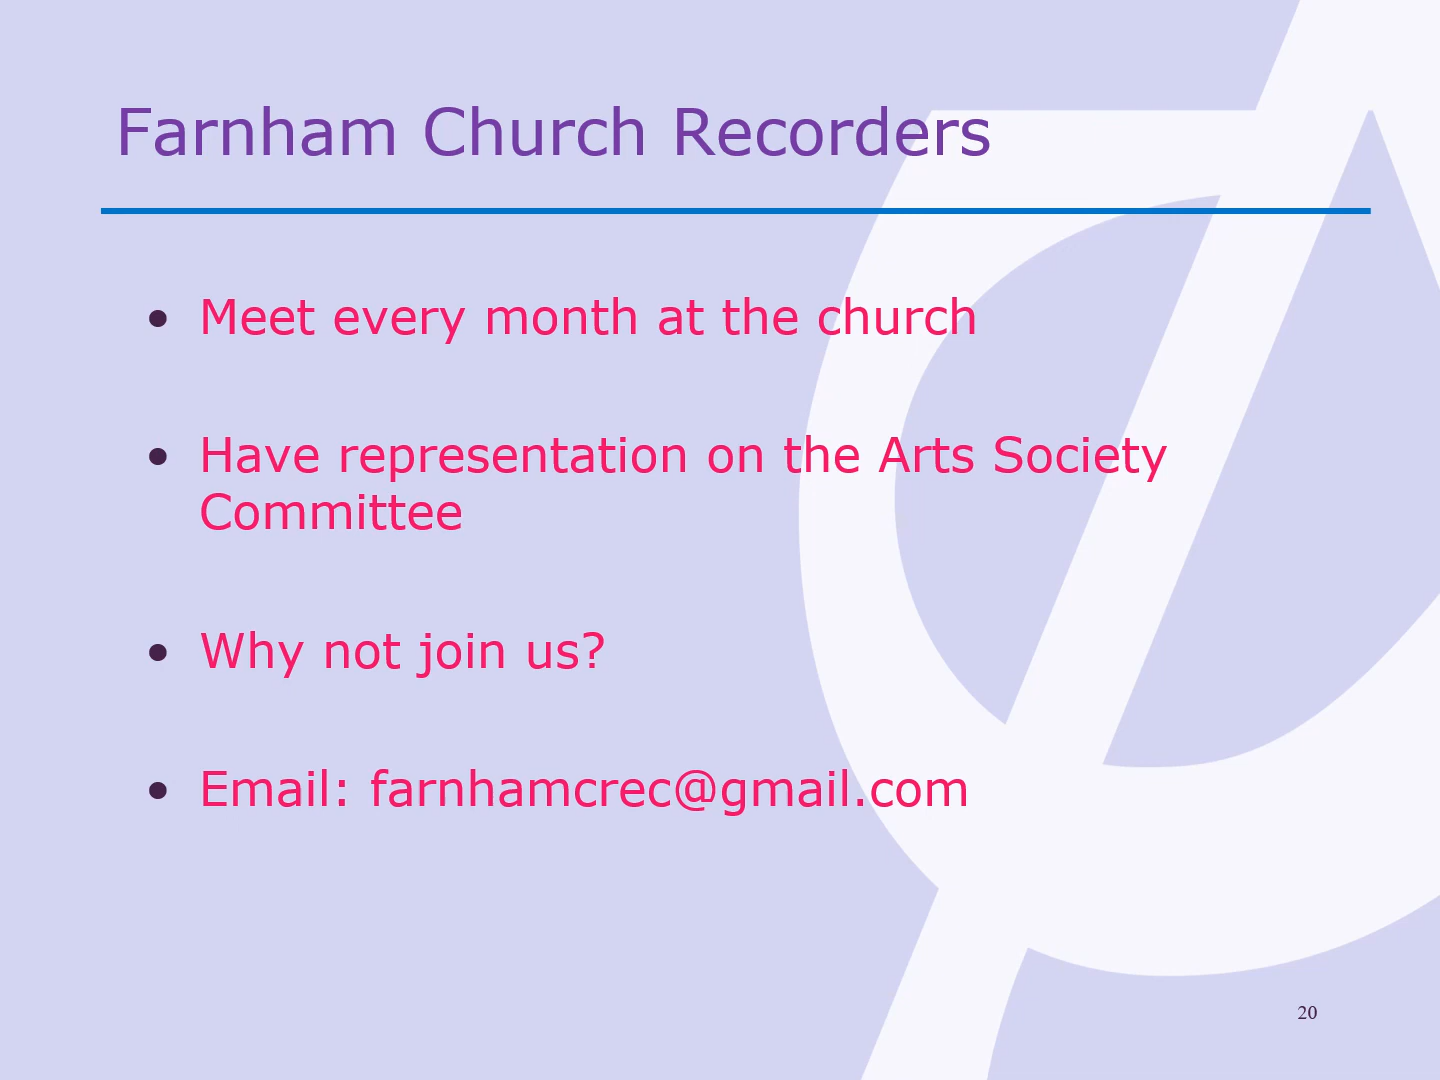 Farnham Church Recorders
• Meet every month at the church
• Have representation on the Arts Society
Committee
• Why not join us?
• Email: farnhamcrec@gmail.com
20